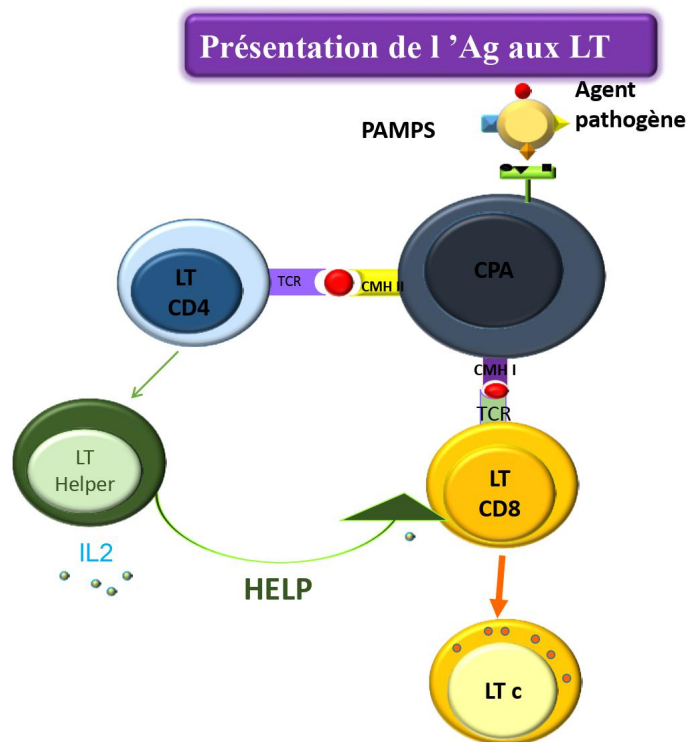 Présentation de l ’Ag aux LT
Agent
pathogène
PAMPS
LT
CD4
TCR
CMH II
CPA
CMH I
TCR
LT
Helper
LT
CD8
IL2
HELP
LT c